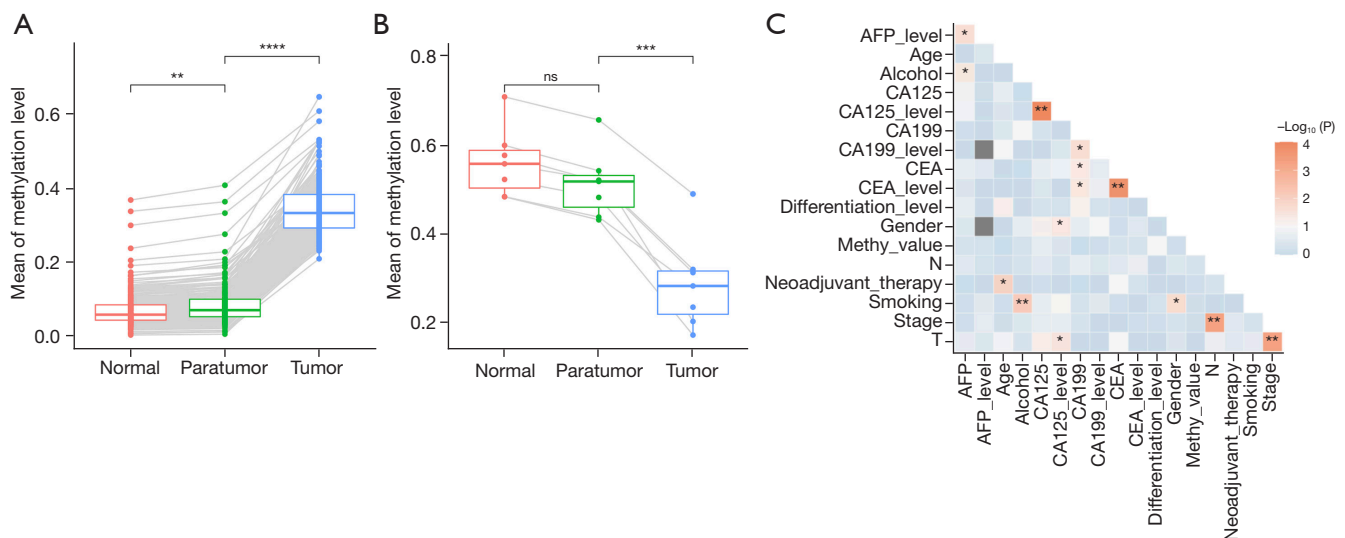 A
Mean of methylation level
0.6
0.4
0.2
0.0
**
****
Normal
Paratumor
Tumor
B
Mean of methylation level
0.8
0.6
0.4
0.2
ns
***
Normal
Paratumor
Tumor
C
AFP_level
*
Age
Alcohol
*
CA125
CA125_level
**
CA199
CA199_level
*
CEA
*
CEA_level
*
**
Differentiation_level
Gender
*
Methy_value
N
Neoadjuvant_therapy
*
Smoking
**
*
Stage
**
T
*
**
AFP
AFP_level
Age
Alcohol
CA125
CA125_level
CA199
CA199_level
CEA
CEA_level
Differentiation_level
Gender
Methy_value
N
Neoadjuvant_therapy
Smoking
Stage
−Log₁₀ (P)
4
3
2
1
0